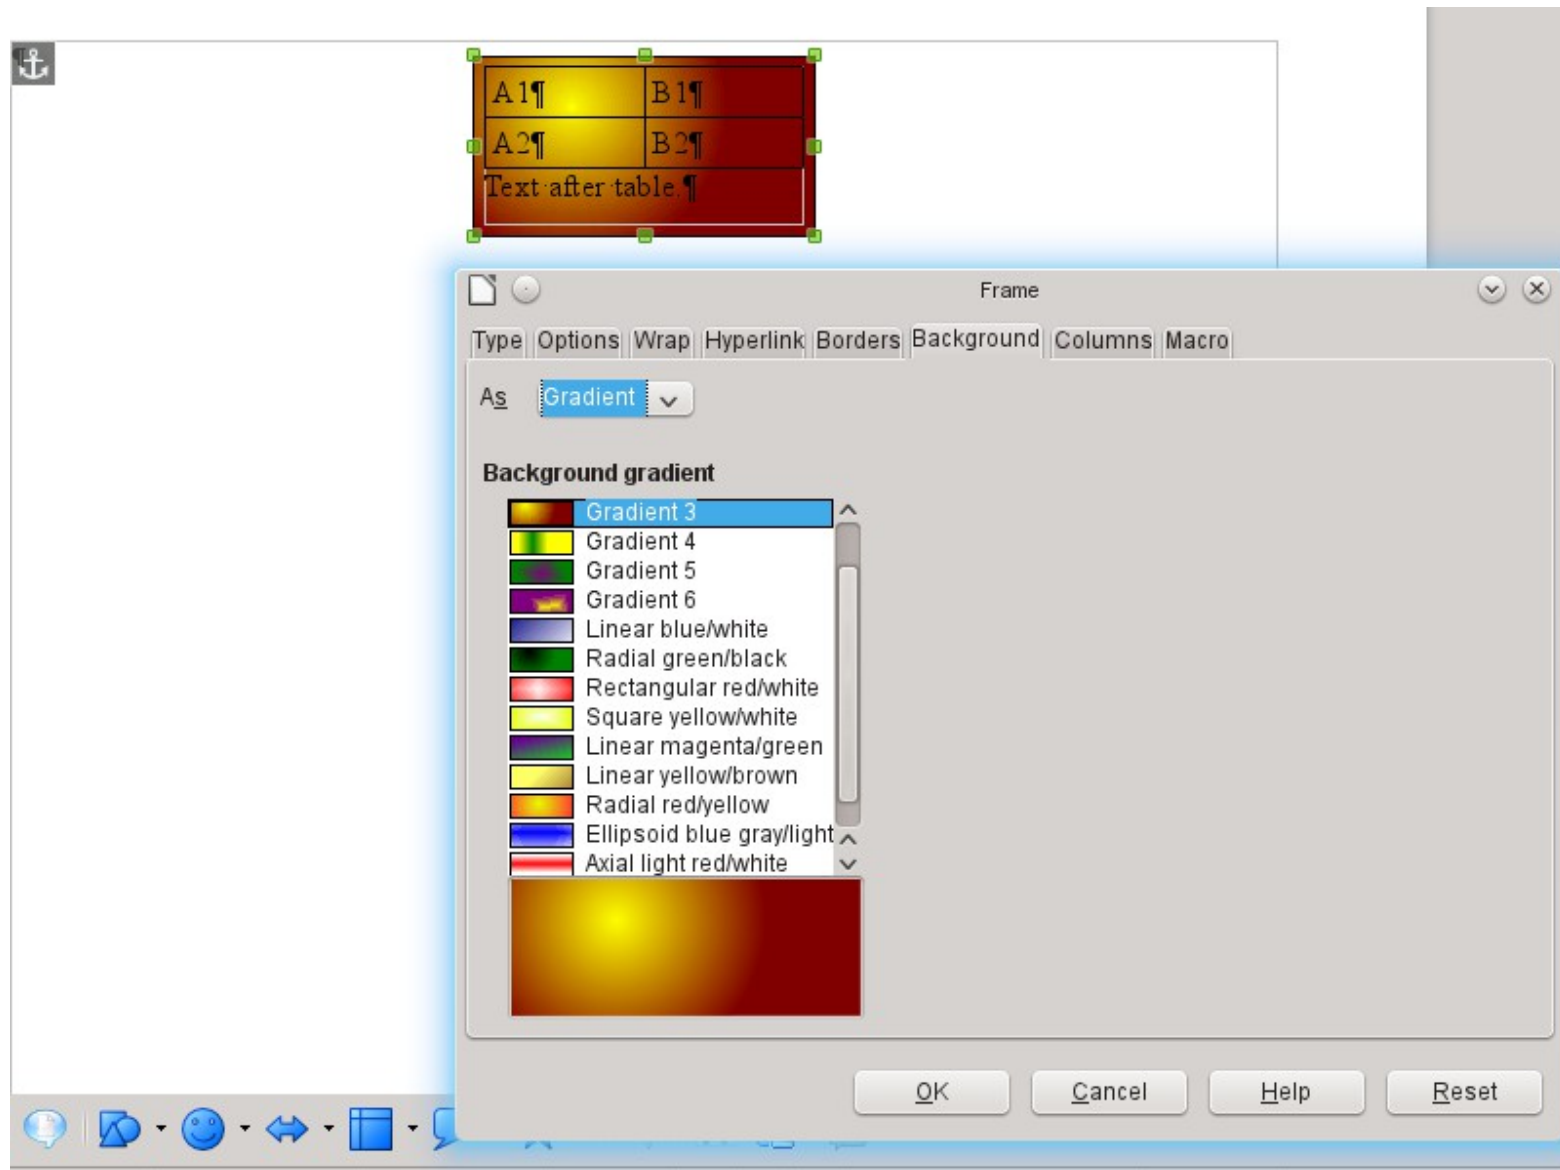 ¶
A1¶ B1¶
A2¶ B2¶
Text·after·table.¶
Frame
Type Options Wrap Hyperlink Borders Background Columns Macro
As Gradient
Background gradient
Gradient 3
Gradient 4
Gradient 5
Gradient 6
Linear blue/white
Radial green/black
Rectangular red/white
Square yellow/white
Linear magenta/green
Linear yellow/brown
Radial red/yellow
Ellipsoid blue gray/light
Axial light red/white
OK Cancel Help Reset